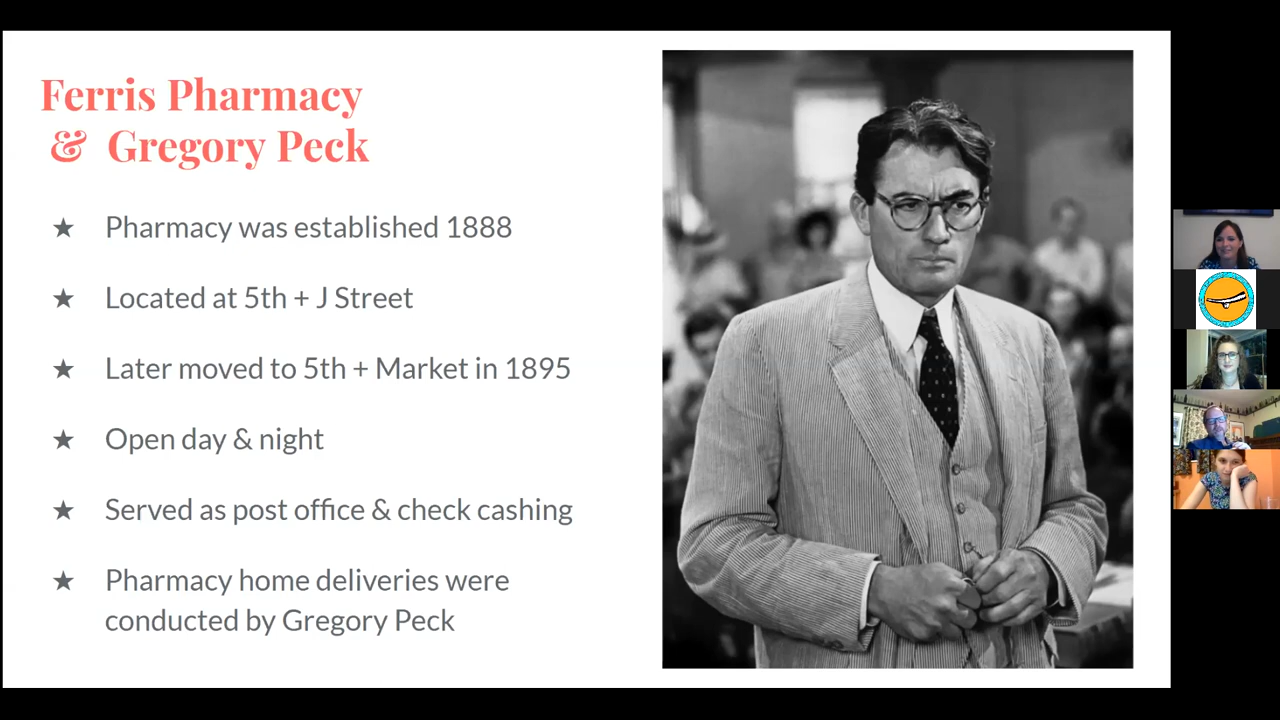 Ferris Pharmacy
& Gregory Peck
★ Pharmacy was established 1888
★ Located at 5th + J Street
★ Later moved to 5th + Market in 1895
★ Open day & night
★ Served as post office & check cashing
★ Pharmacy home deliveries were
conducted by Gregory Peck